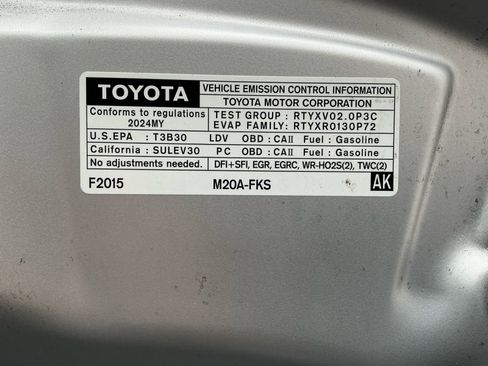 TOYOTA VEHICLE EMISSION CONTROL INFORMATION
TOYOTA MOTOR CORPORATION
Conforms to regulations TEST GROUP : RTYXV02.0P3C
2024MY EVAP FAMILY: RTYXR0130P72
U.S.EPA : T3B30 LDV OBD : CAII Fuel : Gasoline
California : SULEV30 PC OBD : CAII Fuel : Gasoline
No adjustments needed. DFI+SFI, EGR, EGRC, WR-HO2S(2), TWC(2)
F2015 M20A-FKS AK